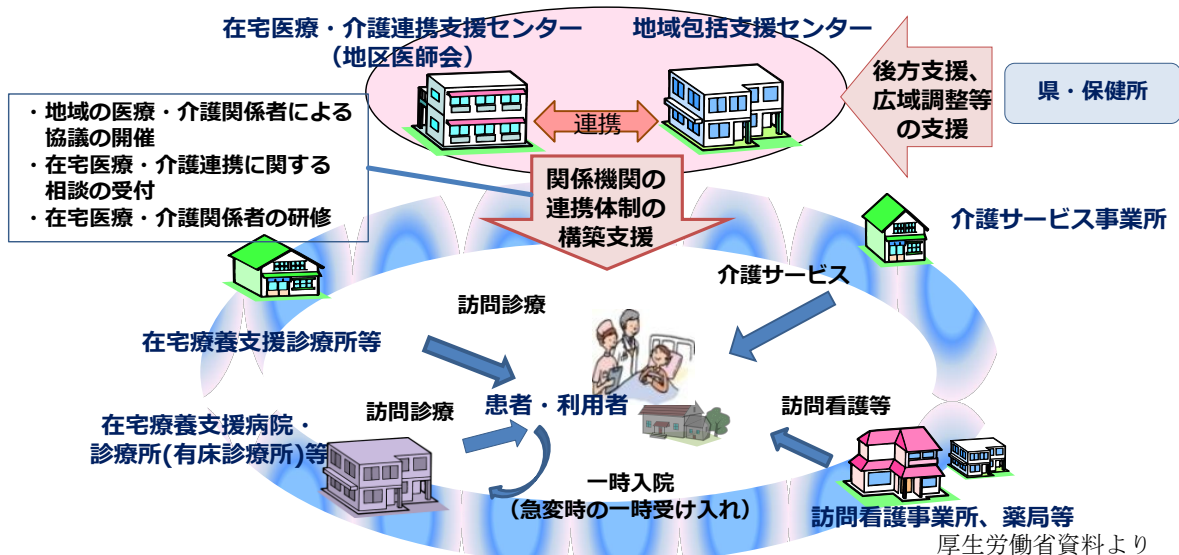 在宅医療・介護連携支援センター
（地区医師会）
地域包括支援センター
連携
後方支援、
広域調整等
の支援
県・保健所
・地域の医療・介護関係者による
協議の開催
・在宅医療・介護連携に関する
相談の受付
・在宅医療・介護関係者の研修
関係機関の
連携体制の
構築支援
介護サービス事業所
介護サービス
訪問診療
在宅療養支援診療所等
患者・利用者
訪問診療
在宅療養支援病院・
診療所(有床診療所)等
訪問看護等
一時入院
（急変時の一時受け入れ）
訪問看護事業所、薬局等
厚生労働省資料より